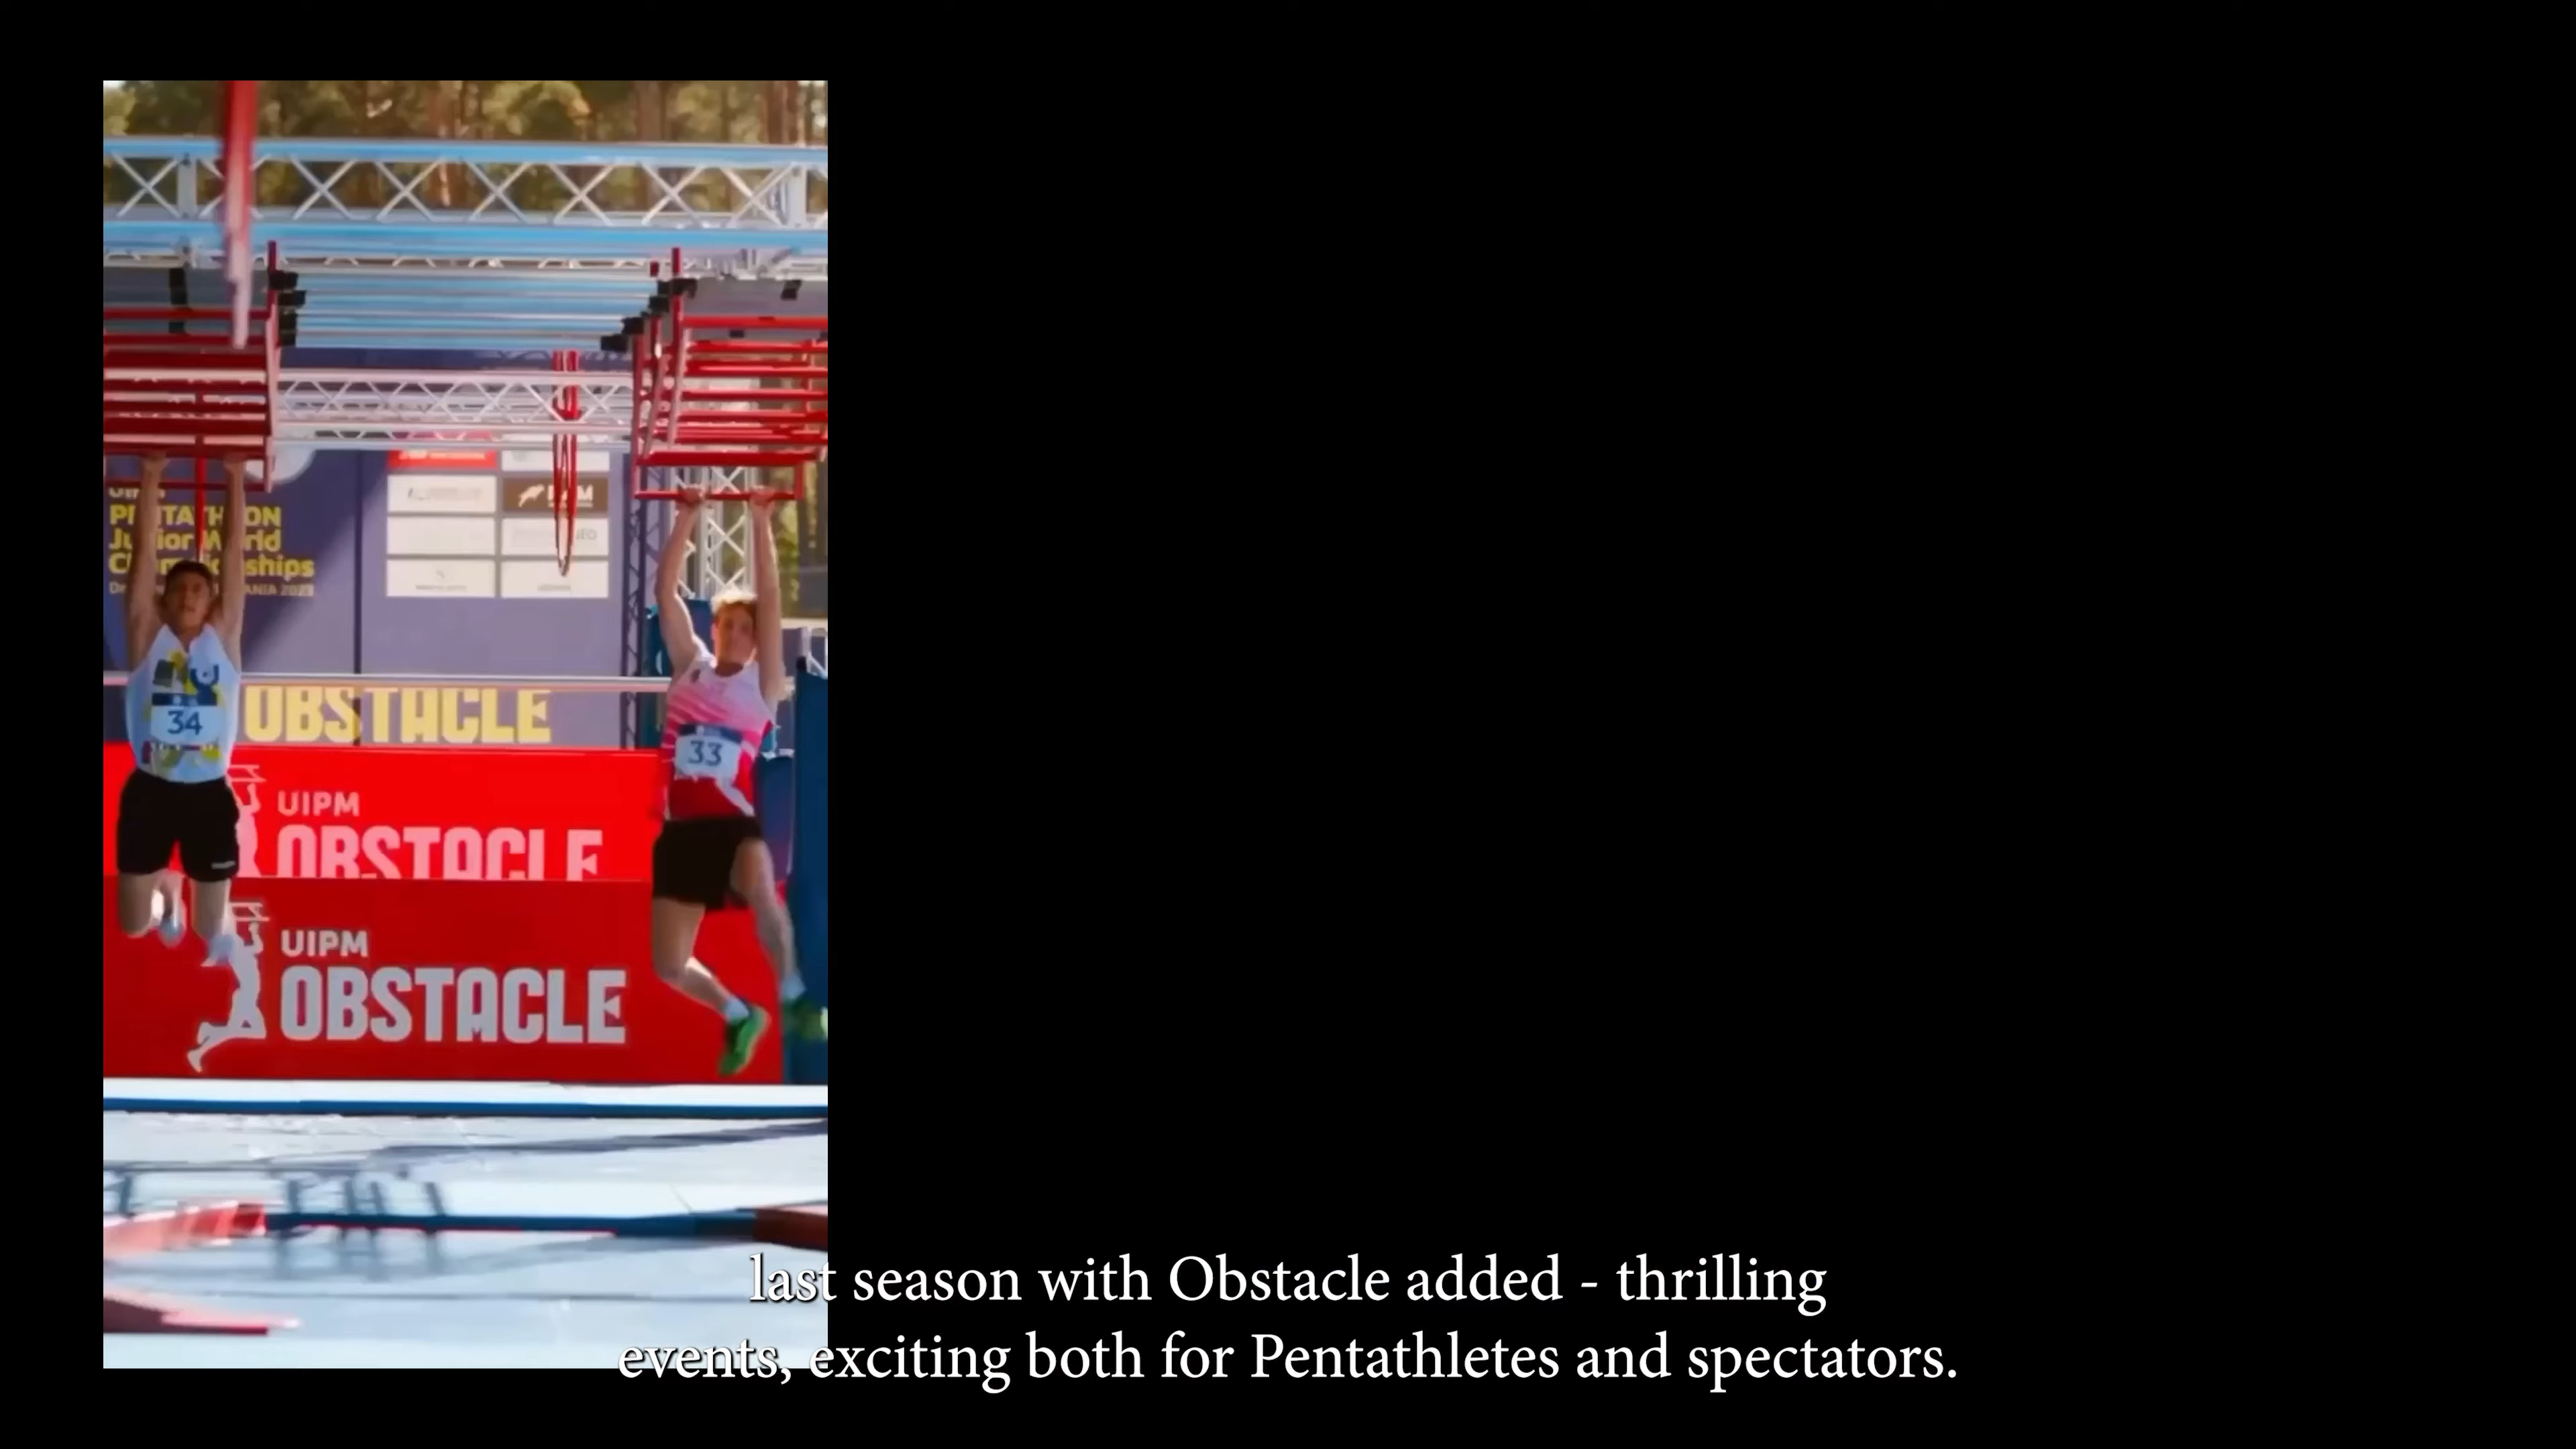 PENTATHLON
Junior World
Championships
34
OBSTACLE
33
UIPM
OBSTACLE
UIPM
OBSTACLE
last season with Obstacle added - thrilling
events, exciting both for Pentathletes and spectators.